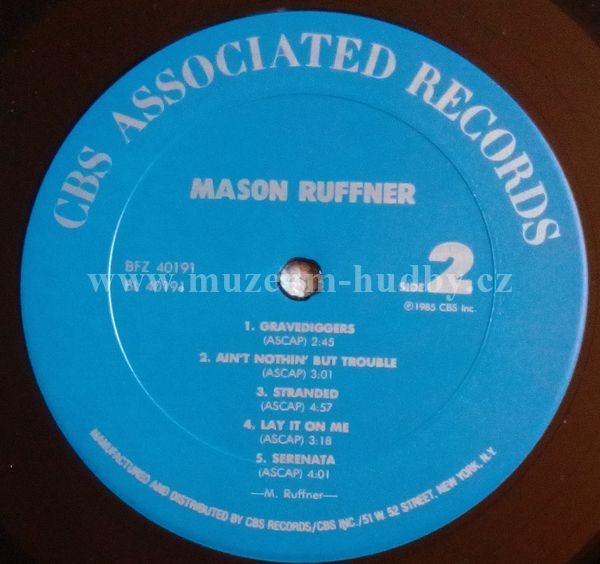 CBS ASSOCIATED RECORDS
MASON RUFFNER
BFZ 40191
BL 40191
SIDE 2
℗1985 CBS Inc.
www.muzeum-hudby.cz
1. GRAVEDIGGERS
(ASCAP) 2:45
2. AIN'T NOTHIN' BUT TROUBLE
(ASCAP) 3:01
3. STRANDED
(ASCAP) 4:57
4. LAY IT ON ME
(ASCAP) 3:18
5. SERENATA
(ASCAP) 4:01
—M. Ruffner—
MANUFACTURED AND DISTRIBUTED BY CBS RECORDS/CBS INC./51 W. 52 STREET, NEW YORK, N.Y.